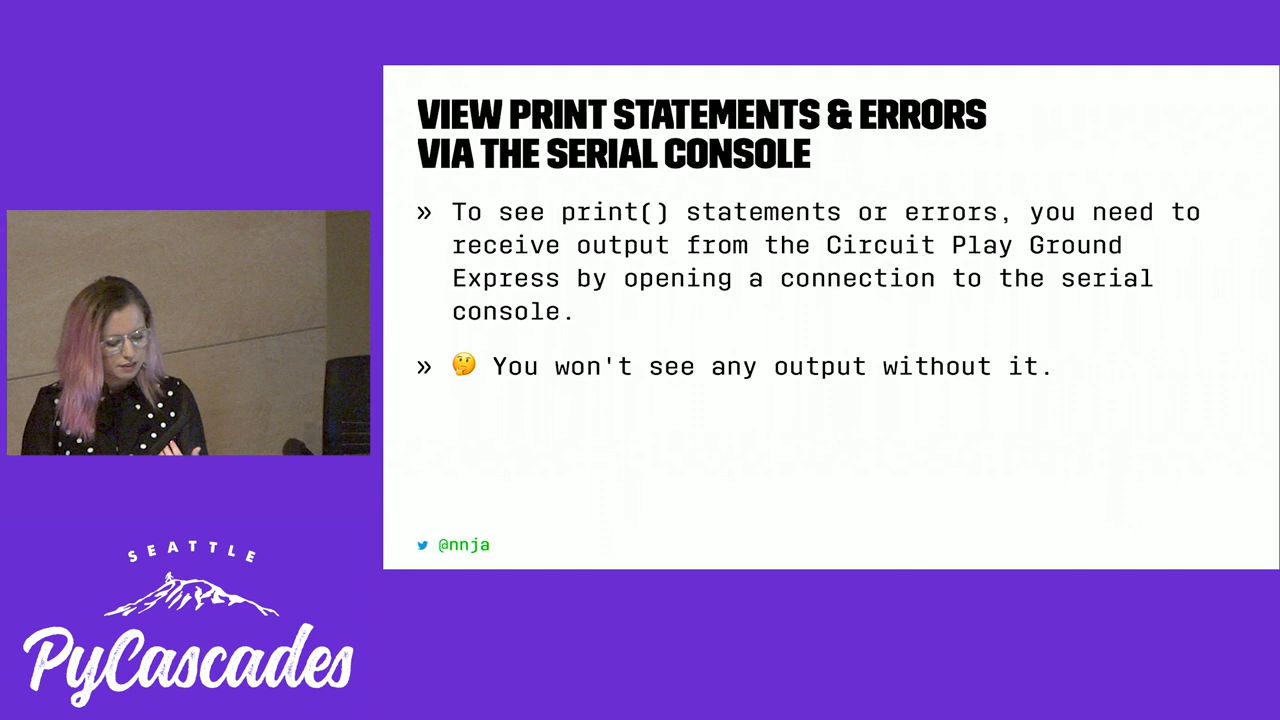 VIEW PRINT STATEMENTS & ERRORS
VIA THE SERIAL CONSOLE
» To see print() statements or errors, you need to
receive output from the Circuit Play Ground
Express by opening a connection to the serial
console.
» 🤔 You won't see any output without it.
@nnja
SEATTLE
PyCascades